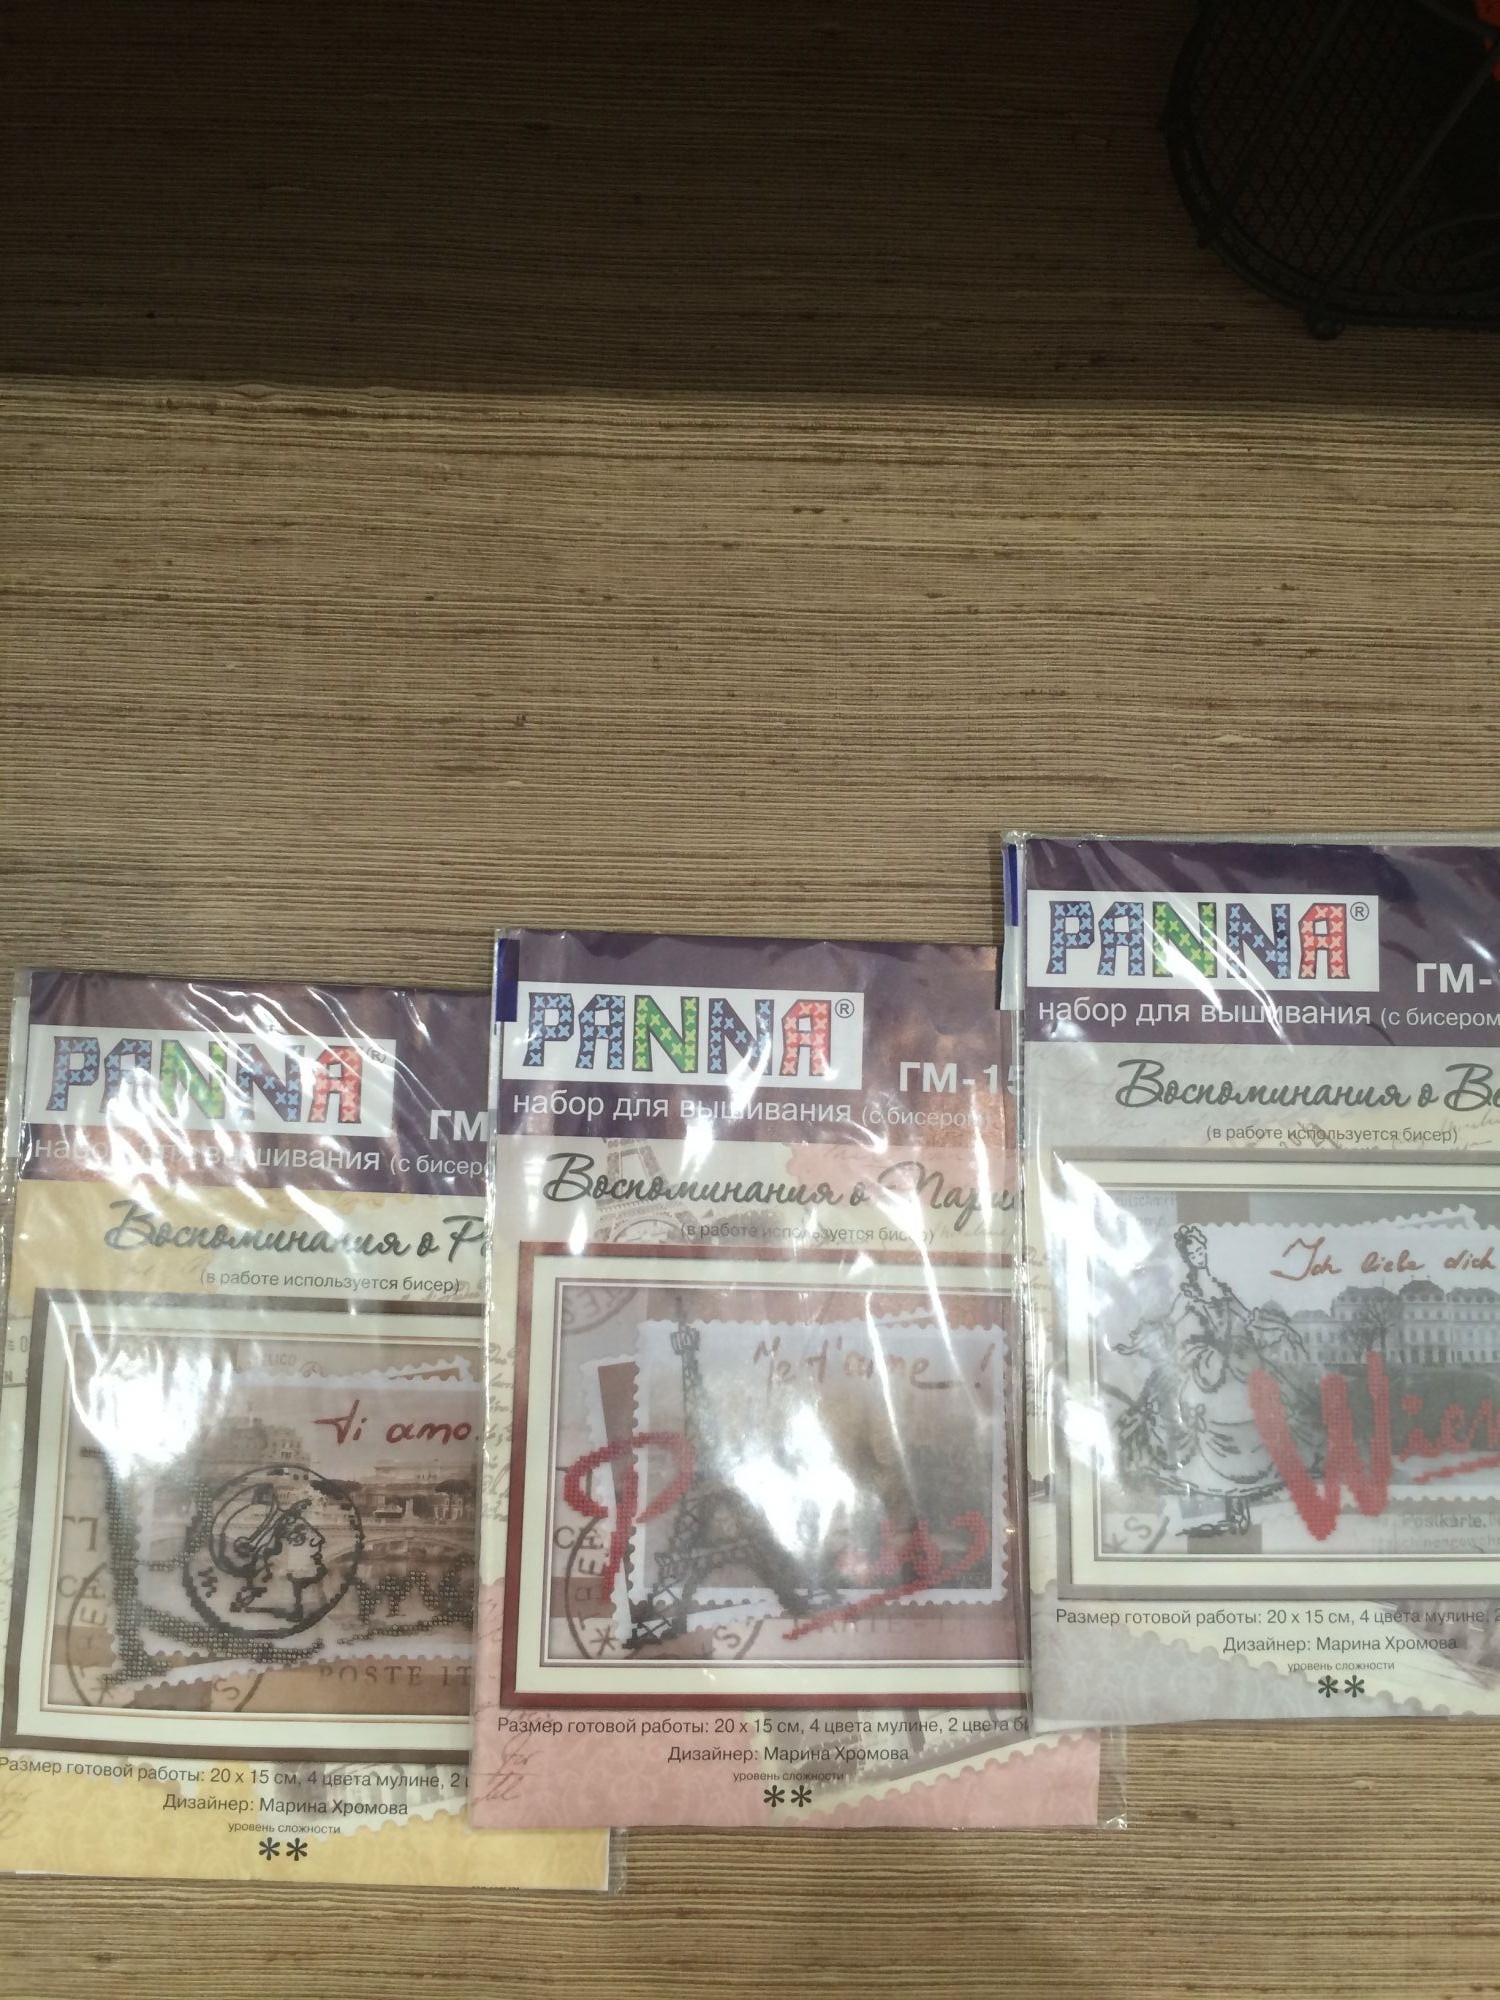 PANNA®
ГМ
набор для вышивания (с бисеро
Воспоминания о Р
(в работе используется бисер)
Ti amo.
POSTE IT
Размер готовой работы: 20 х 15 см, 4 цвета мулине, 2 ц
Дизайнер: Марина Хромова
уровень сложности
**
PANNA®
ГМ-15
набор для вышивания (с бисером)
Воспоминания о Пари
(в работе используется бисер)
Je t'aime !
Размер готовой работы: 20 х 15 см, 4 цвета мулине, 2 цвета би
Дизайнер: Марина Хромова
уровень сложности
**
PANNA®
ГМ-
набор для вышивания (с бисером
Воспоминания о Ве
(в работе используется бисер)
Ich liebe dich
Wien
Postkarte.
Размер готовой работы: 20 х 15 см, 4 цвета мулине, 2
Дизайнер: Марина Хромова
уровень сложности
**